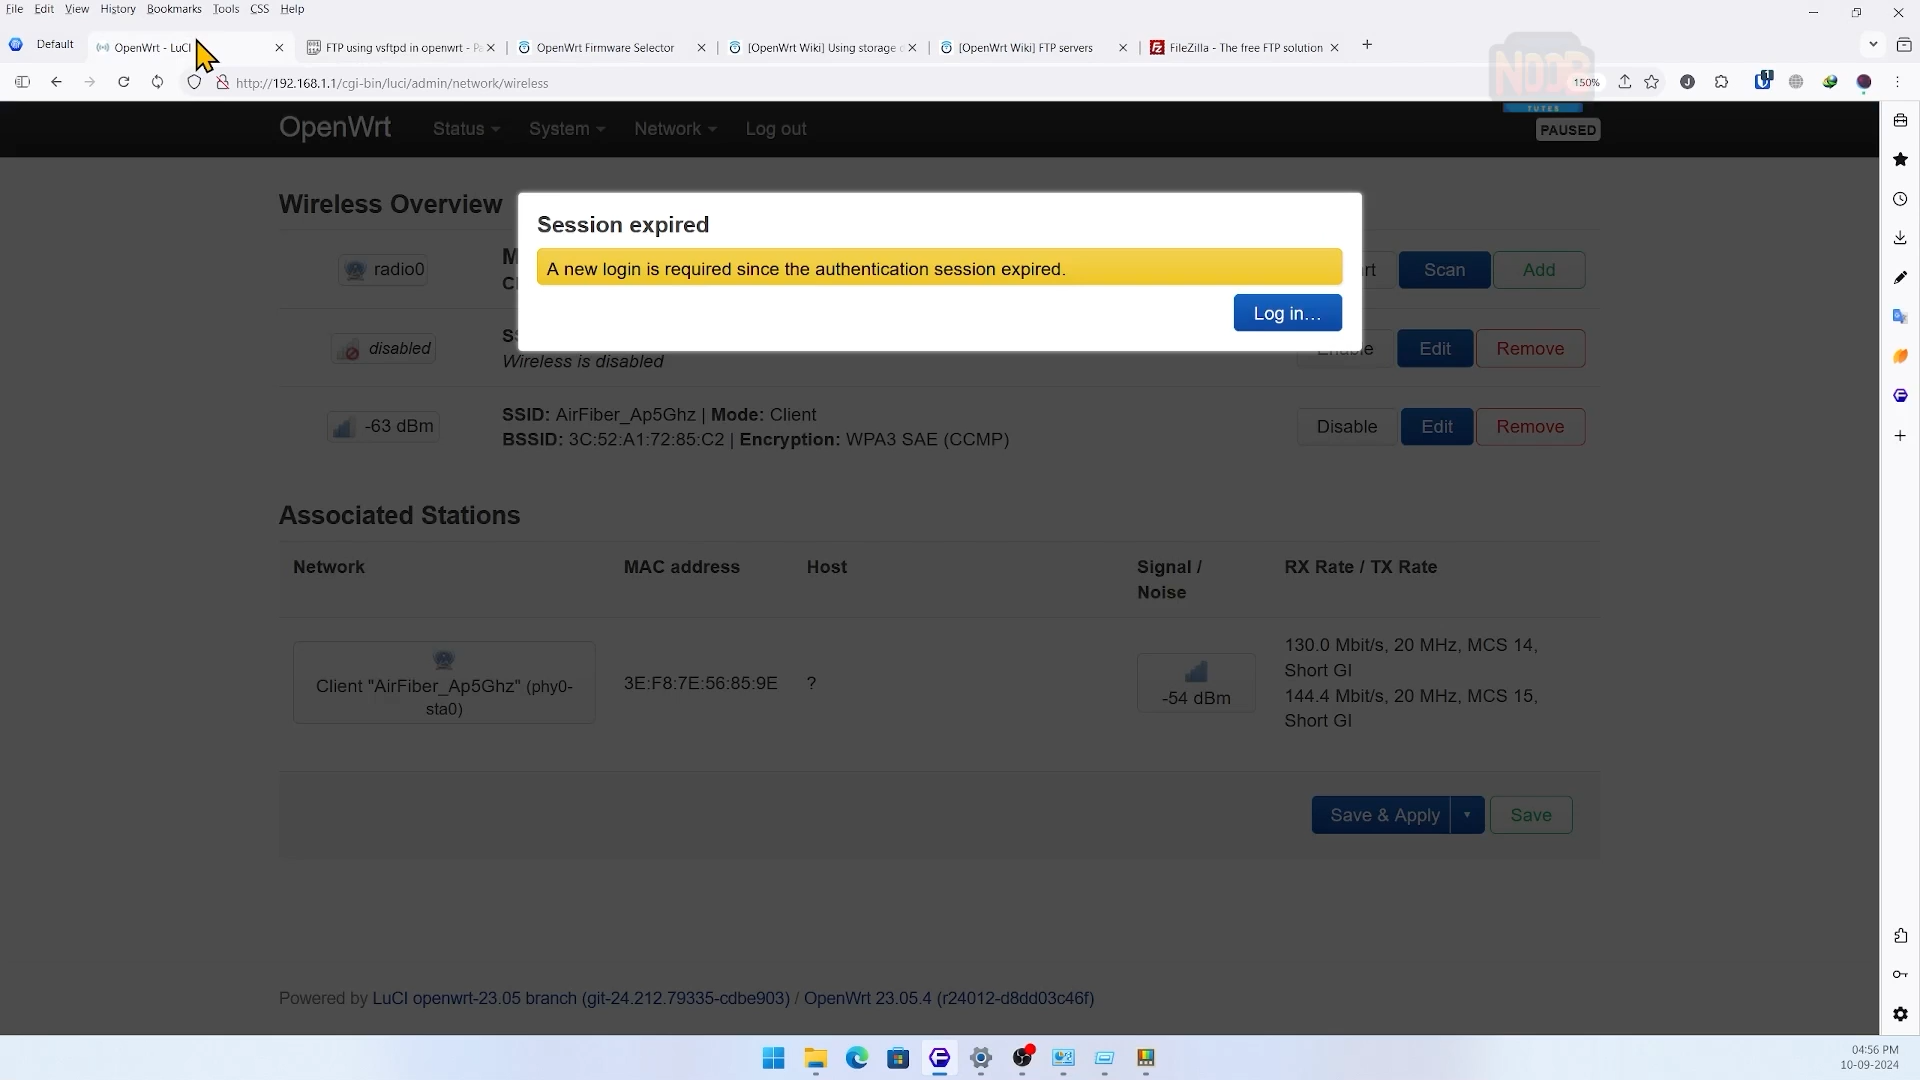 File Edit View History Bookmarks Tools CSS Help
Default
OpenWrt - LuCI
FTP using vsftpd in openwrt - Pa
OpenWrt Firmware Selector
[OpenWrt Wiki] Using storage d
[OpenWrt Wiki] FTP servers
FileZilla - The free FTP solution
http://192.168.1.1/cgi-bin/luci/admin/network/wireless
150%
NOOB
TUTES
OpenWrt Status System Network Log out
PAUSED
Wireless Overview
Session expired
A new login is required since the authentication session expired.
Log in…
radio0
Scan Add
disabled
Wireless is disabled
Enable Edit Remove
-63 dBm
SSID: AirFiber_Ap5Ghz | Mode: Client
BSSID: 3C:52:A1:72:85:C2 | Encryption: WPA3 SAE (CCMP)
Disable Edit Remove
Associated Stations
Network MAC address Host Signal / Noise RX Rate / TX Rate
Client "AirFiber_Ap5Ghz" (phy0-
sta0)
3E:F8:7E:56:85:9E ?
-54 dBm
130.0 Mbit/s, 20 MHz, MCS 14,
Short GI
144.4 Mbit/s, 20 MHz, MCS 15,
Short GI
Save & Apply Save
Powered by LuCI openwrt-23.05 branch (git-24.212.79335-cdbe903) / OpenWrt 23.05.4 (r24012-d8dd03c46f)
04:56 PM
10-09-2024